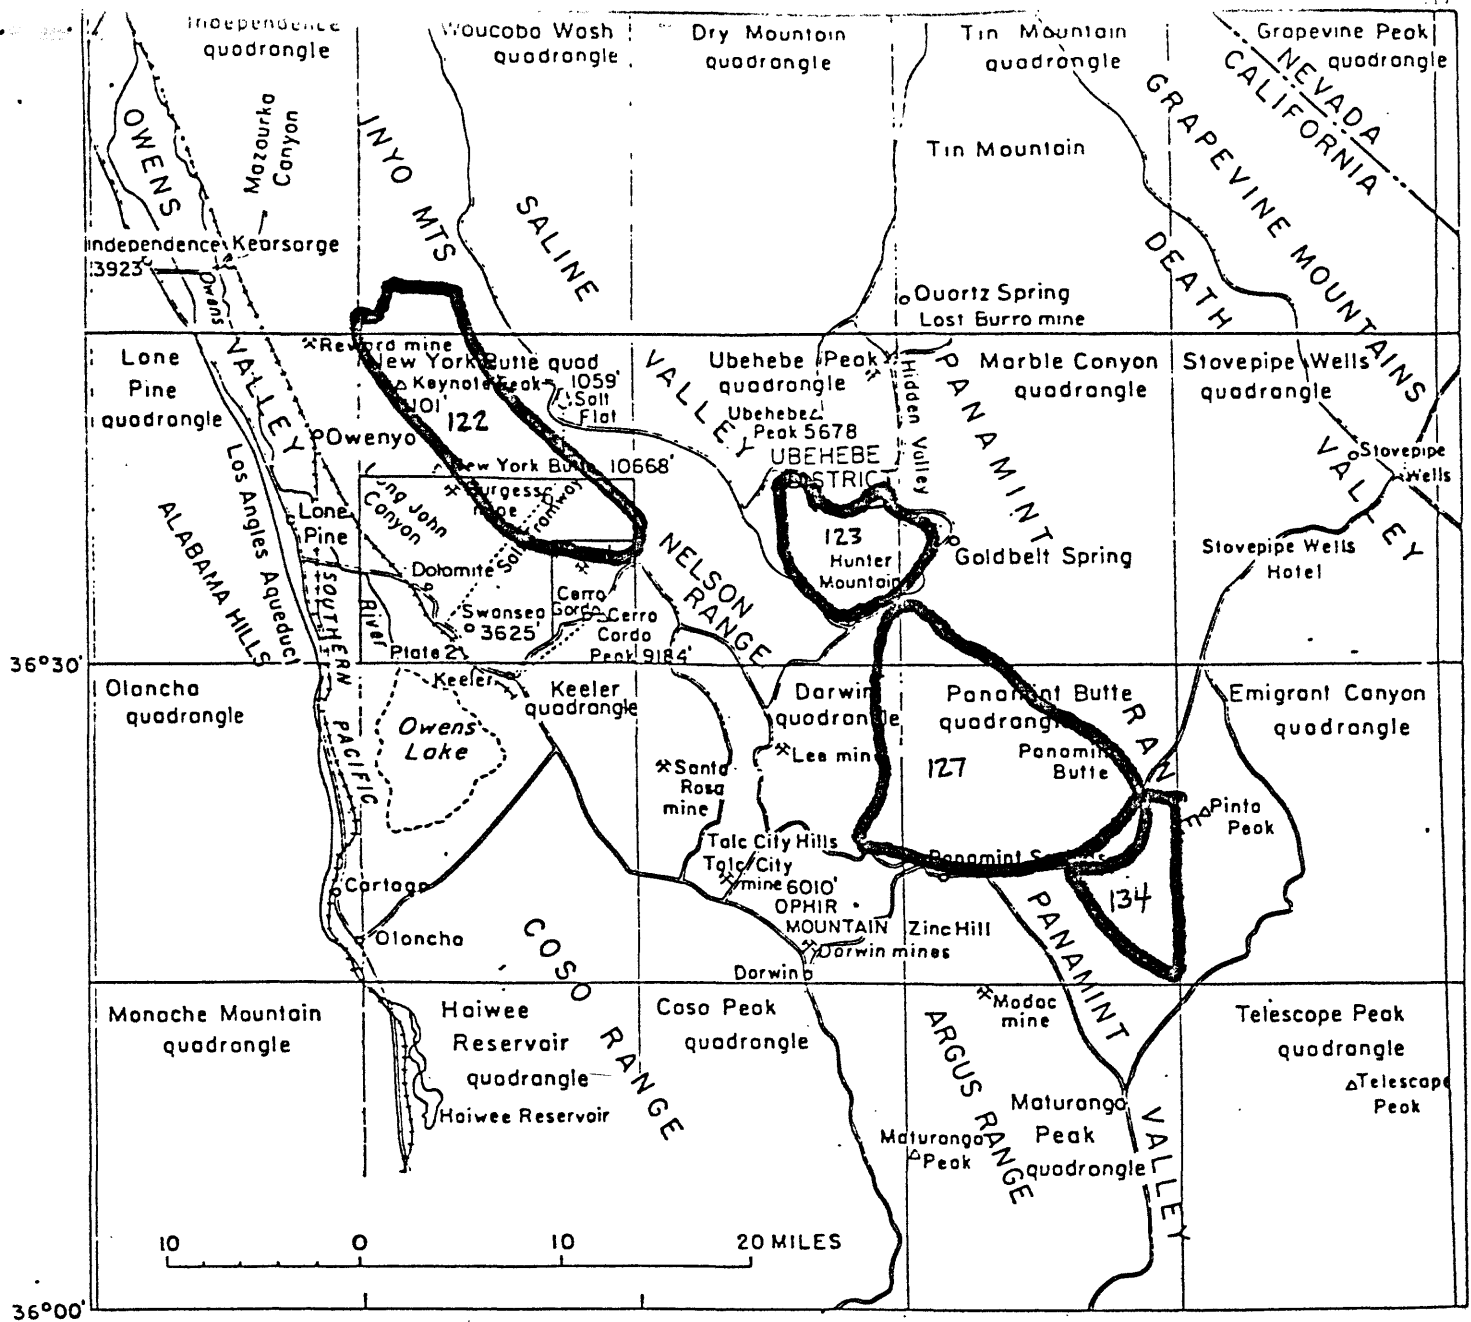 Independence
quadrangle
Woucoba Wash
quadrangle
Dry Mountain
quadrangle
Tin Mountain
quadrangle
Grapevine Peak
quadrangle
NEVADA
CALIFORNIA
OWENS
Mazourka
Canyon
INYO MTS
SALINE
Tin Mountain
GRAPEVINE MOUNTAINS
DEATH
Independence
3923'
Kearsarge
Owens
Quartz Spring
Lost Burro mine
Reward mine
Lone
Pine
quadrangle
VALLEY
New York Butte quad
Keynote Peak
1101'
122
1059'
Salt
Flat
VALLEY
Ubehebe Peak
quadrangle
Hidden Valley
PANAMINT
Marble Canyon
quadrangle
Stovepipe Wells
quadrangle
Ubehebe
Peak 5678
UBEHEBE
DISTRICT
Owenyo
New York Butte 10668'
Burgess
mine
Salt Tramway
Long John
Canyon
Lone
Pine
Los Angles Aqueduct
ALABAMA HILLS
123
Hunter
Mountain
Goldbelt Spring
VALLEY
Stovepipe
Wells
Stovepipe Wells
Hotel
NELSON
RANGE
Dolomite
Swansea
3625'
Cerro
Gordo
Cerro
Gordo
Peak 9184'
SOUTHERN PACIFIC
River
Plate 2
Keeler
36°30'
Olancha
quadrangle
Keeler
quadrangle
Owens
Lake
Darwin
quadrangle
Panamint Butte
quadrangle
RANGE
Emigrant Canyon
quadrangle
Lee mine
127
Panamint
Butte
Santa
Rosa
mine
Pinto
Peak
Talc City Hills
Talc City
mine 6010'
OPHIR
MOUNTAIN
Panamint Springs
134
Cartago
Olancha
COSO RANGE
Zinc Hill
Darwin mines
Darwin
PANAMINT
Monache Mountain
quadrangle
Haiwee
Reservoir
quadrangle
Haiwee Reservoir
Coso Peak
quadrangle
Modoc
mine
ARGUS RANGE
Telescope Peak
quadrangle
Telescope
Peak
Maturango
Peak
quadrangle
Maturango
Peak
VALLEY
10 0 10 20 MILES
36°00'